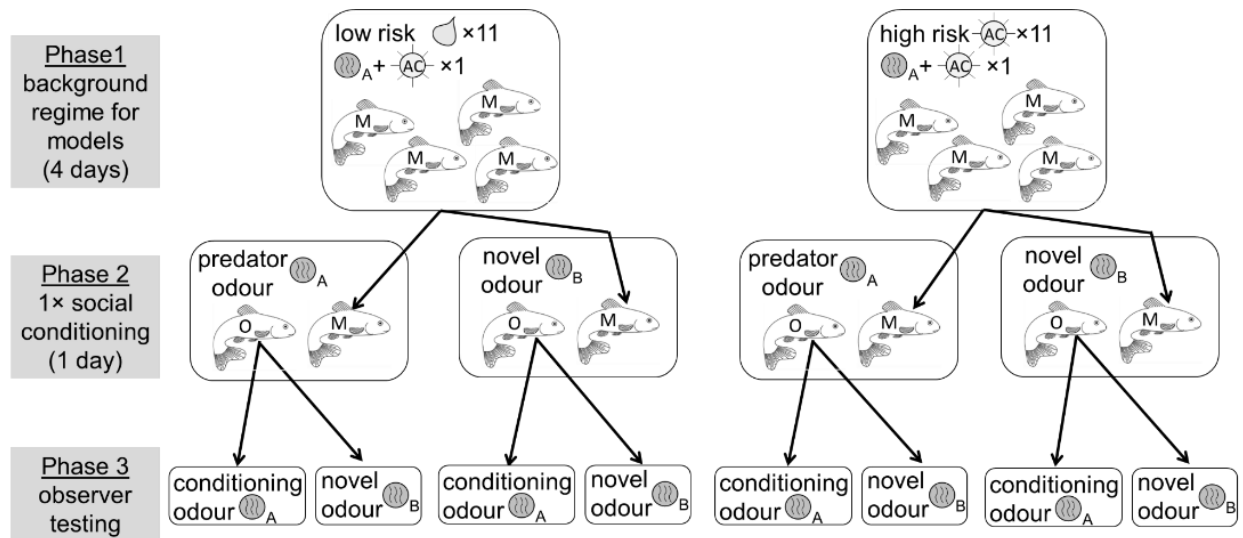 Phase1
background
regime for
models
(4 days)
low risk ×11
A + AC ×1
M
M
M
M
high risk AC ×11
A + AC ×1
M
M
M
M
Phase 2
1× social
conditioning
(1 day)
predator
odour A
O M
novel
odour B
O M
predator
odour A
O M
novel
odour B
O M
Phase 3
observer
testing
conditioning
odour A
novel
odour B
conditioning
odour A
novel
odour B
conditioning
odour A
novel
odour B
conditioning
odour A
novel
odour B